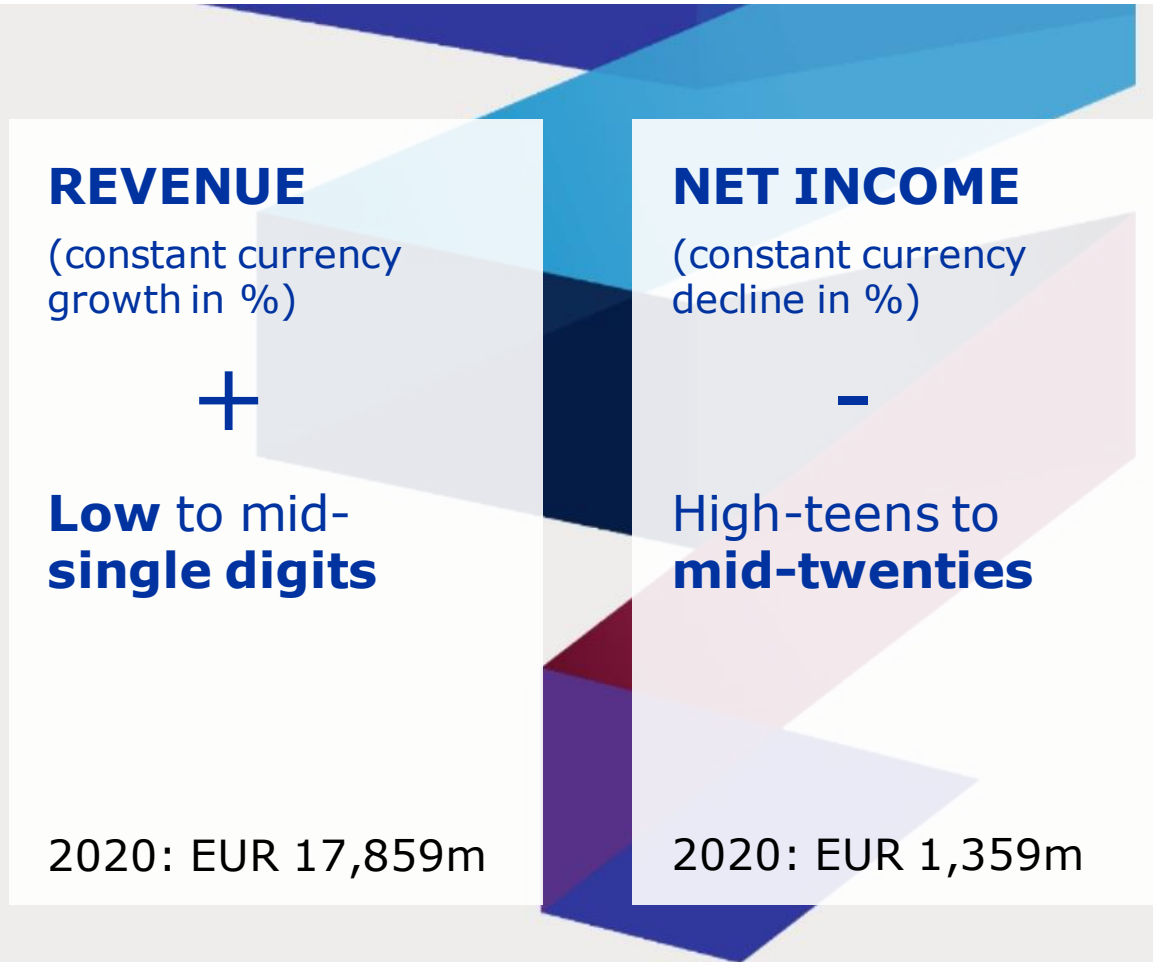 REVENUE
(constant currency
growth in %)
+
Low to mid-
single digits
2020: EUR 17,859m
NET INCOME
(constant currency
decline in %)
-
High-teens to
mid-twenties
2020: EUR 1,359m